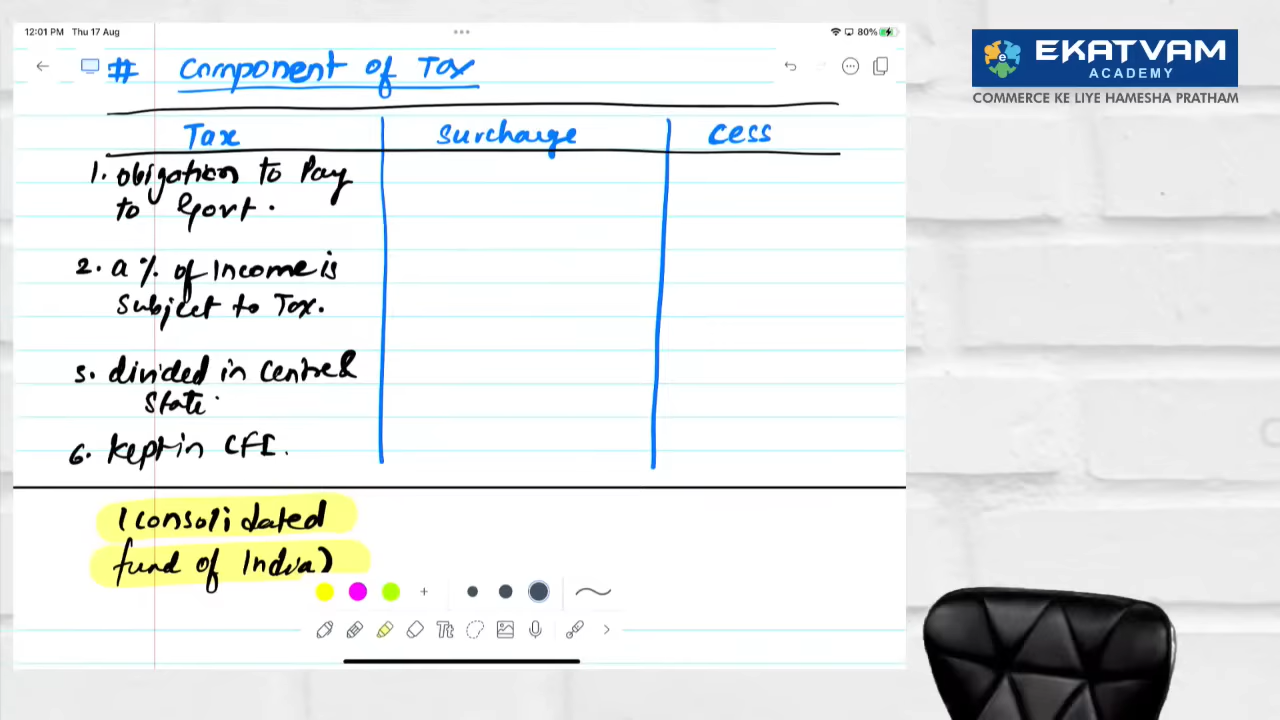 12:01 PM Thu 17 Aug
80%
# Component of Tax
Tax Surcharge Cess
1. obligation to Pay
to Govt.
2. a % of Income is
subject to Tax.
5. divided in Centre &
State.
6. kept in CFI.
(Consolidated
fund of India)
Tt
EKATVAM
ACADEMY
COMMERCE KE LIYE HAMESHA PRATHAM